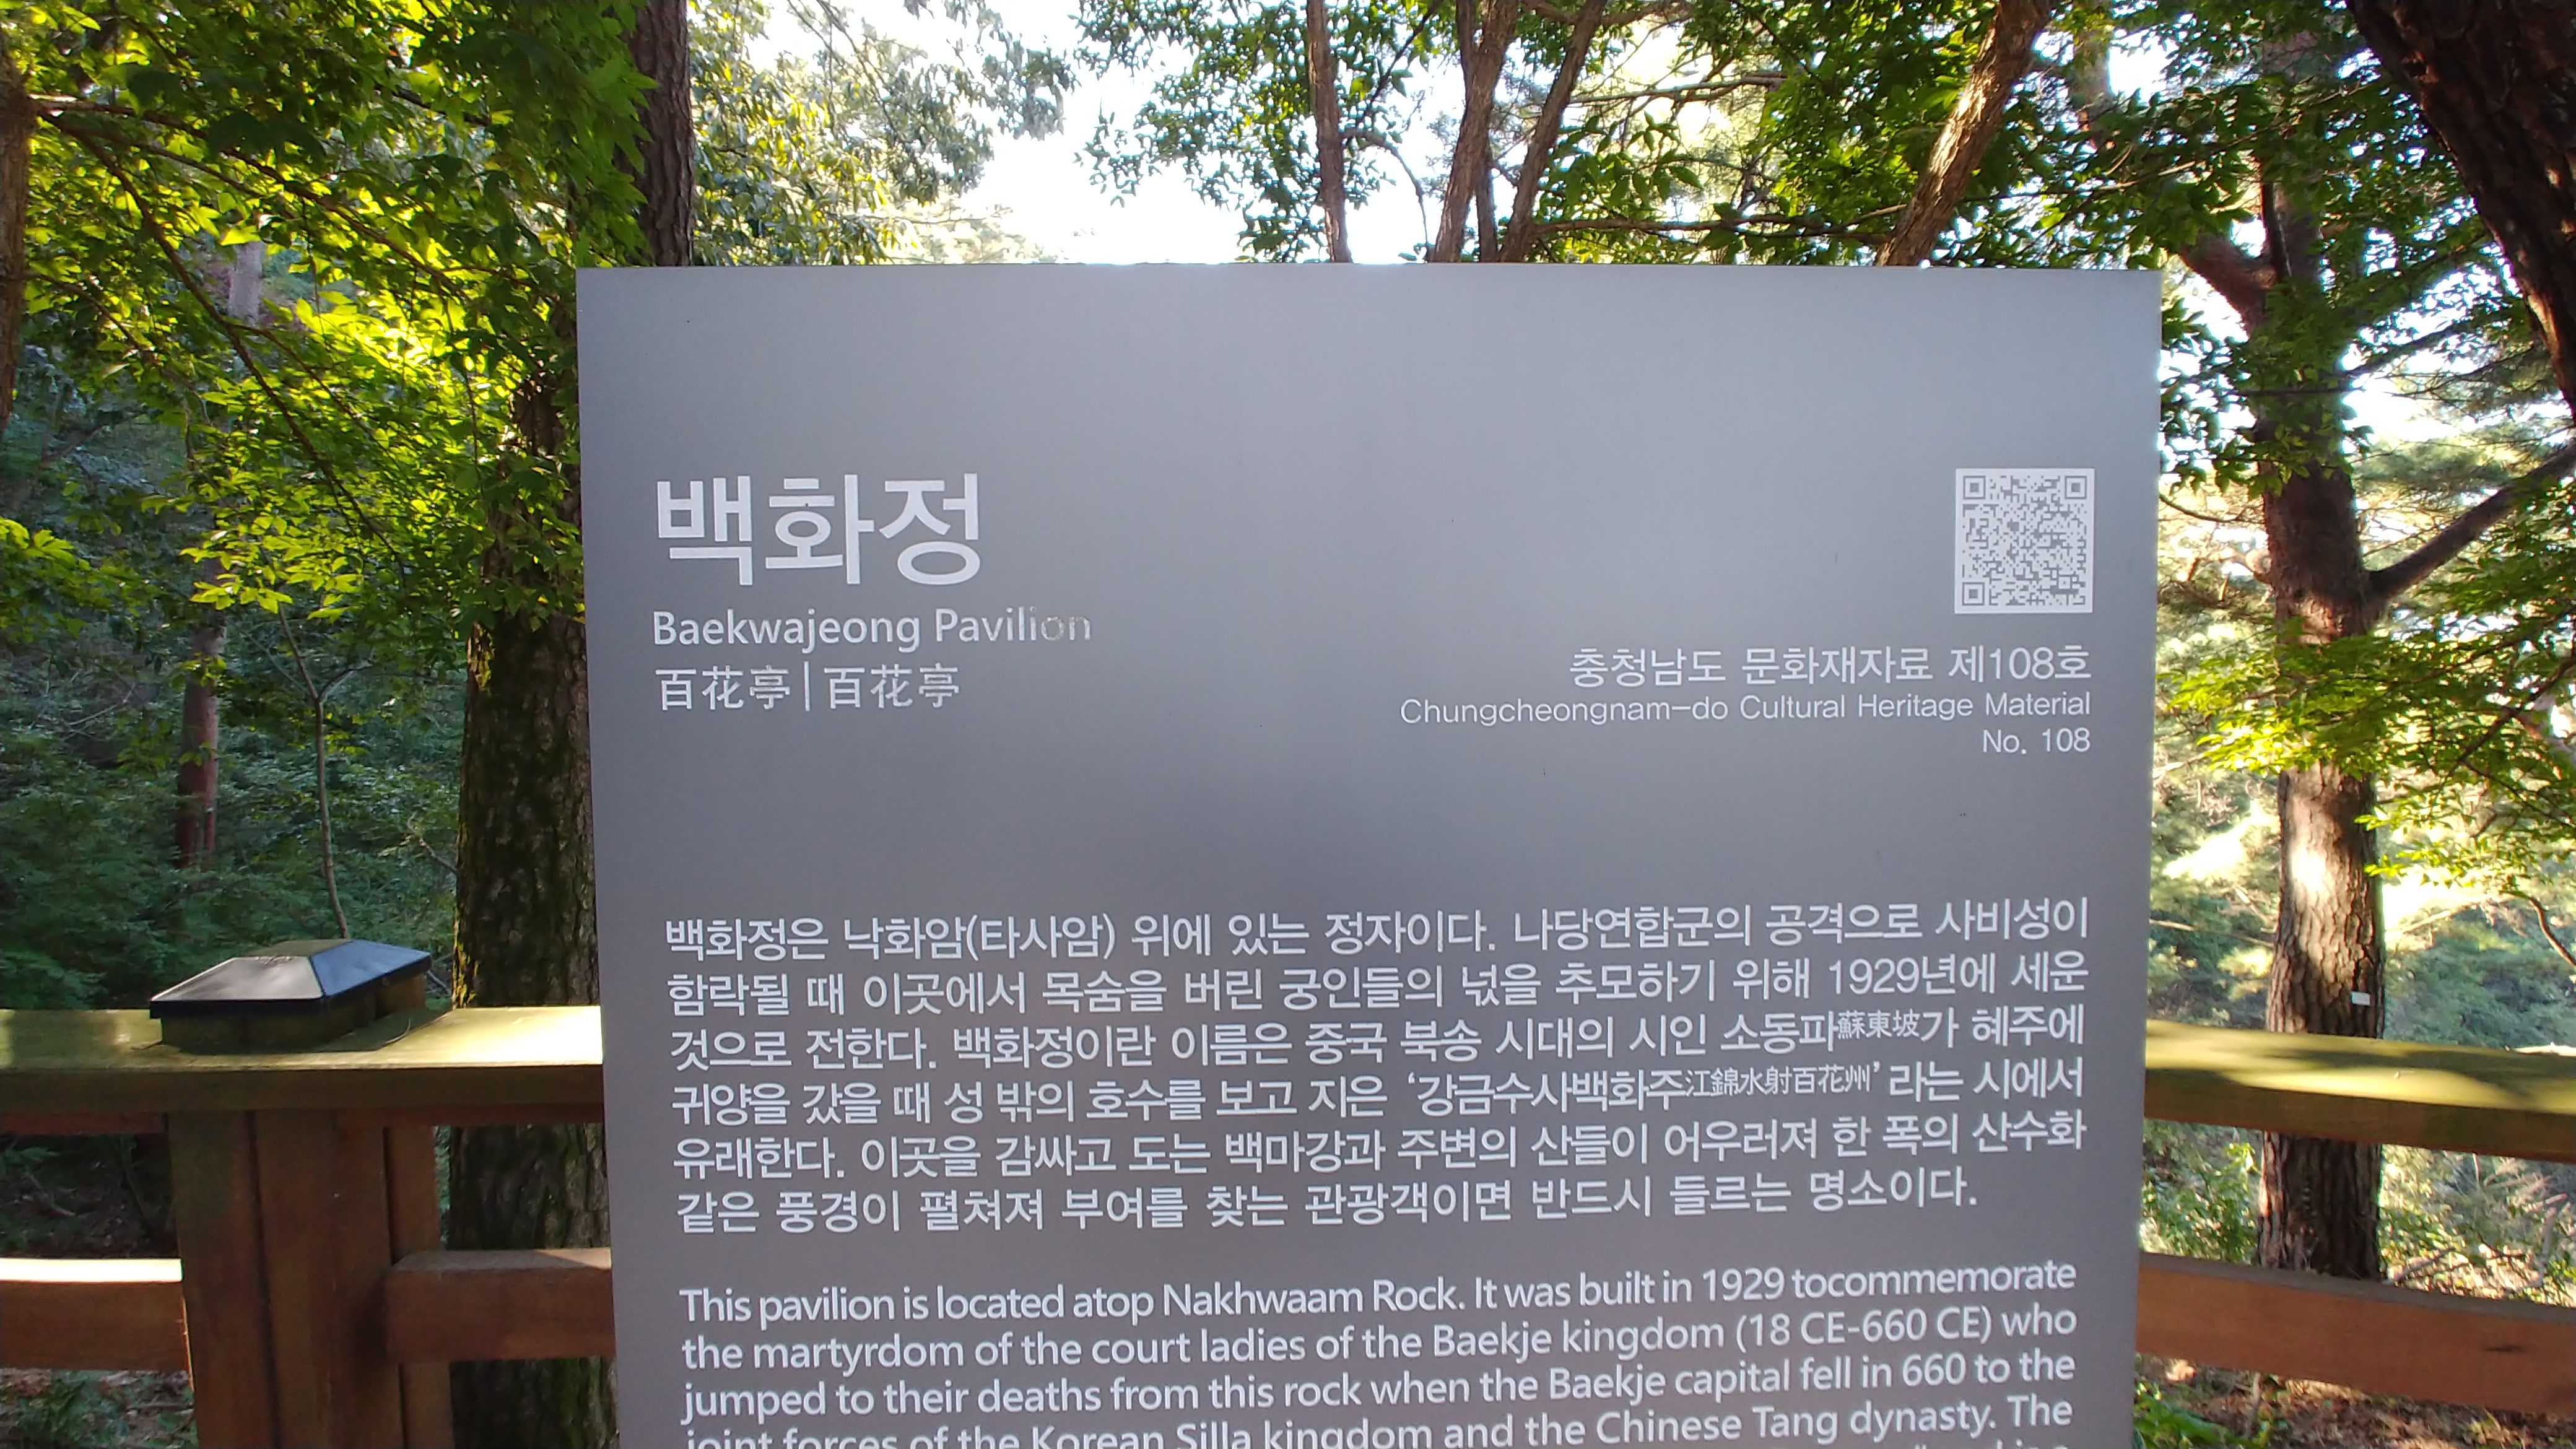 백화정
Baekwajeong Pavilion
百花亭|百花亭
충청남도 문화재자료 제108호
Chungcheongnam-do Cultural Heritage Material
No. 108
백화정은 낙화암(타사암) 위에 있는 정자이다. 나당연합군의 공격으로 사비성이
함락될 때 이곳에서 목숨을 버린 궁인들의 넋을 추모하기 위해 1929년에 세운
것으로 전한다. 백화정이란 이름은 중국 북송 시대의 시인 소동파蘇東坡가 혜주에
귀양을 갔을 때 성 밖의 호수를 보고 지은 ‘강금수사백화주江錦水射百花州’라는 시에서
유래한다. 이곳을 감싸고 도는 백마강과 주변의 산들이 어우러져 한 폭의 산수화
같은 풍경이 펼쳐져 부여를 찾는 관광객이면 반드시 들르는 명소이다.
This pavilion is located atop Nakhwaam Rock. It was built in 1929 tocommemorate
the martyrdom of the court ladies of the Baekje kingdom (18 CE-660 CE) who
jumped to their deaths from this rock when the Baekje capital fell in 660 to the
joint forces of the Korean Silla kingdom and the Chinese Tang dynasty. The